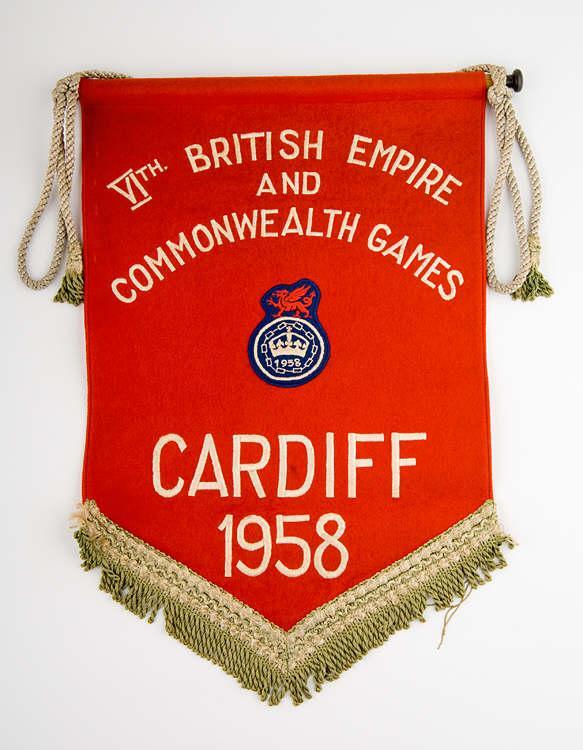 VITH. BRITISH EMPIRE
AND
COMMONWEALTH GAMES
1958
CARDIFF
1958